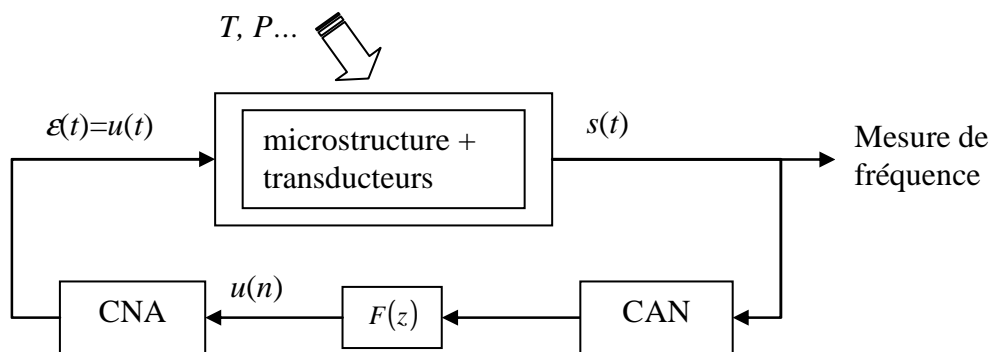 T, P...
ε(t)=u(t)
microstructure +
transducteurs
s(t)
Mesure de
fréquence
CNA
u(n)
F(z)
CAN